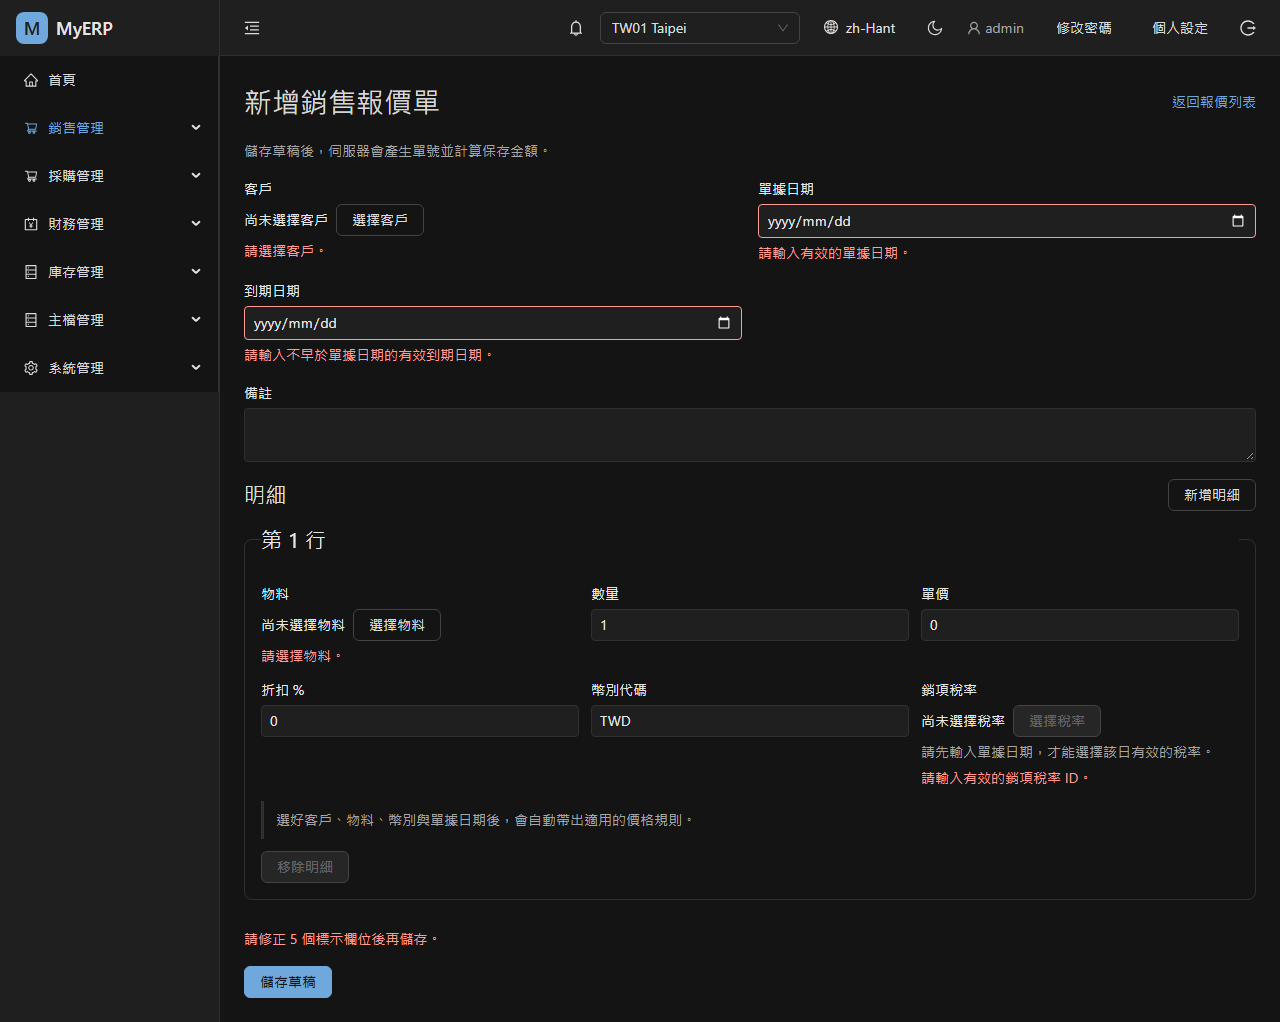 M MyERP
TW01 Taipei
zh-Hant
admin
修改密碼
個人設定
首頁
銷售管理
採購管理
財務管理
庫存管理
主檔管理
系統管理
新增銷售報價單
返回報價列表
儲存草稿後，伺服器會產生單號並計算保存金額。
客戶
單據日期
尚未選擇客戶 選擇客戶
yyyy/mm/dd
請選擇客戶。
請輸入有效的單據日期。
到期日期
yyyy/mm/dd
請輸入不早於單據日期的有效到期日期。
備註
明細
新增明細
第 1 行
物料
數量
單價
尚未選擇物料 選擇物料
1
0
請選擇物料。
折扣 %
幣別代碼
銷項稅率
0
TWD
尚未選擇稅率 選擇稅率
請先輸入單據日期，才能選擇該日有效的稅率。
請輸入有效的銷項稅率 ID。
選好客戶、物料、幣別與單據日期後，會自動帶出適用的價格規則。
移除明細
請修正 5 個標示欄位後再儲存。
儲存草稿